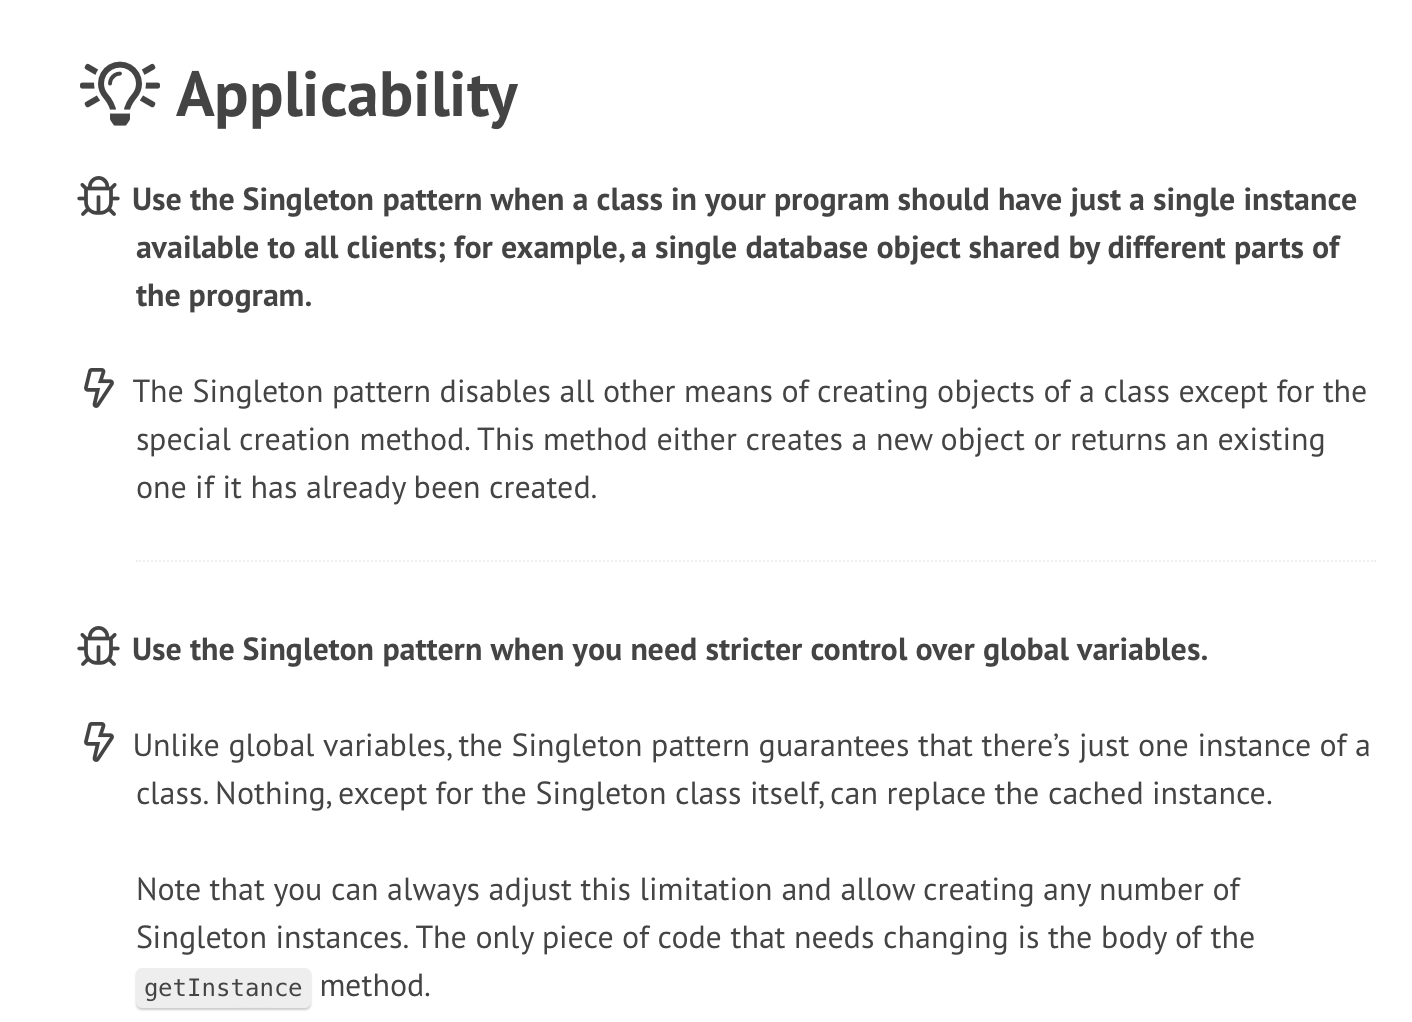 Applicability
Use the Singleton pattern when a class in your program should have just a single instance
available to all clients; for example, a single database object shared by different parts of
the program.
The Singleton pattern disables all other means of creating objects of a class except for the
special creation method. This method either creates a new object or returns an existing
one if it has already been created.
Use the Singleton pattern when you need stricter control over global variables.
Unlike global variables, the Singleton pattern guarantees that there’s just one instance of a
class. Nothing, except for the Singleton class itself, can replace the cached instance.
Note that you can always adjust this limitation and allow creating any number of
Singleton instances. The only piece of code that needs changing is the body of the
getInstance method.